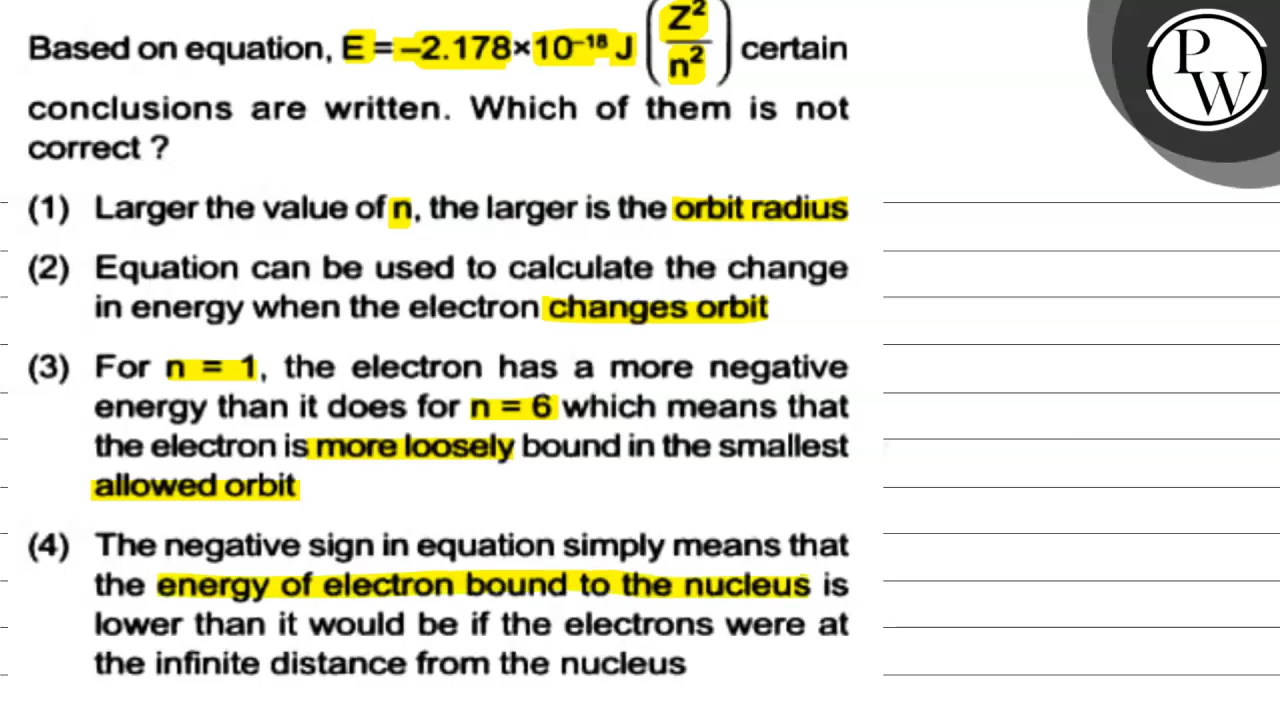 Based on equation, E = –2.178×10⁻¹⁸ J (Z²/n²) certain
conclusions are written. Which of them is not
correct ?
(1) Larger the value of n, the larger is the orbit radius
(2) Equation can be used to calculate the change
in energy when the electron changes orbit
(3) For n = 1, the electron has a more negative
energy than it does for n = 6 which means that
the electron is more loosely bound in the smallest
allowed orbit
(4) The negative sign in equation simply means that
the energy of electron bound to the nucleus is
lower than it would be if the electrons were at
the infinite distance from the nucleus
P
W